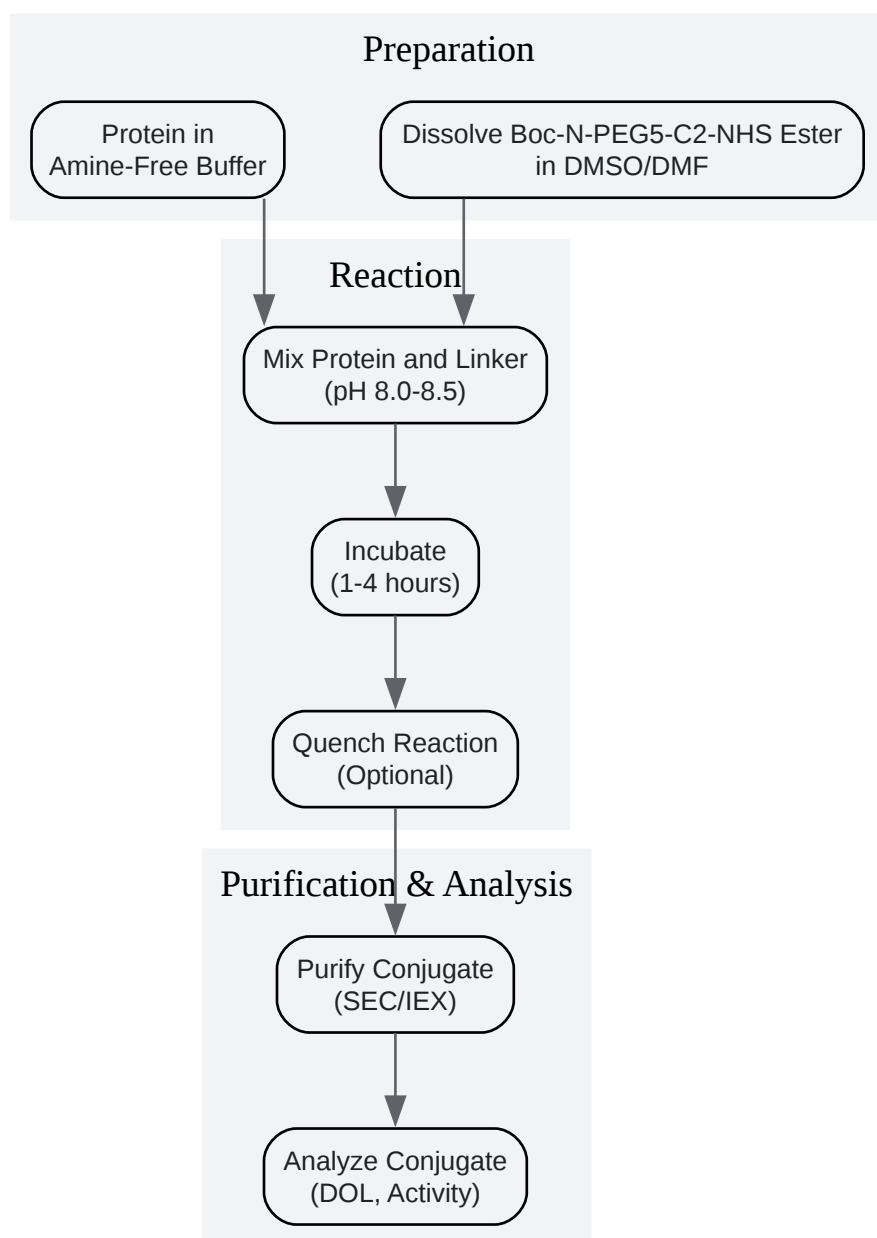 Preparation
Protein in
Amine-Free Buffer
Dissolve Boc-N-PEG5-C2-NHS Ester
in DMSO/DMF
Reaction
Mix Protein and Linker
(pH 8.0-8.5)
Incubate
(1-4 hours)
Quench Reaction
(Optional)
Purification & Analysis
Purify Conjugate
(SEC/IEX)
Analyze Conjugate
(DOL, Activity)